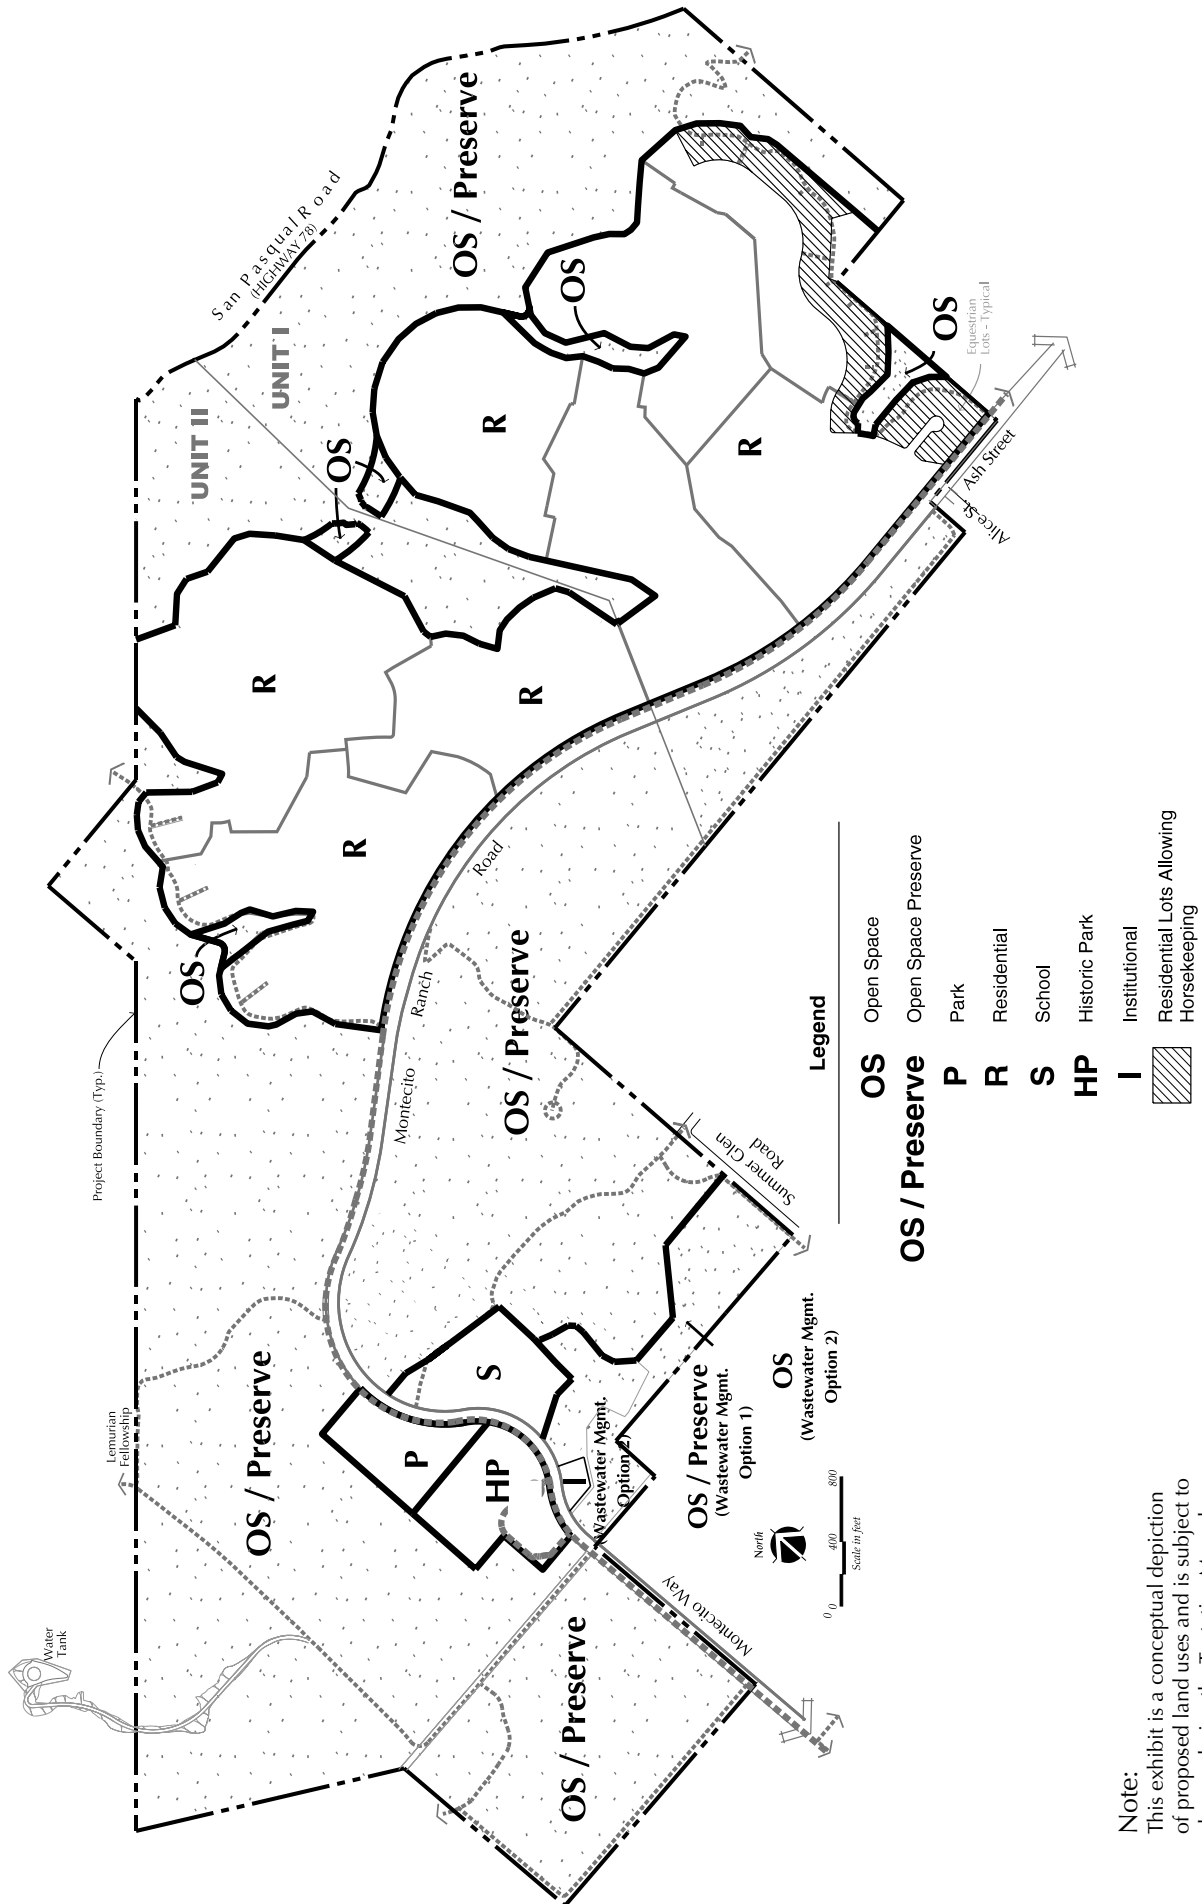 Water
Tank
Lemurian
Fellowship
Project Boundary (Typ.)
San Pasqual Road
(HIGHWAY 78)
UNIT II
UNIT I
OS / Preserve
OS
OS
OS
R
R
R
R
R
OS
OS
Equestrian
Lots - Typical
OS / Preserve
OS / Preserve
OS / Preserve
P
S
HP
I
Montecito
Ranch
Road
Ash Street
Alice St.
Summer Glen
Road
Montecito Way
(Wastewater Mgmt.
Option 2)
OS / Preserve
(Wastewater Mgmt.
Option 1)
OS
(Wastewater Mgmt.
Option 2)
North
0 0 400 800
Scale in feet
Legend
OS Open Space
OS / Preserve Open Space Preserve
P Park
R Residential
S School
HP Historic Park
I Institutional
Residential Lots Allowing
Horsekeeping
Note:
This exhibit is a conceptual depiction
of proposed land uses and is subject to